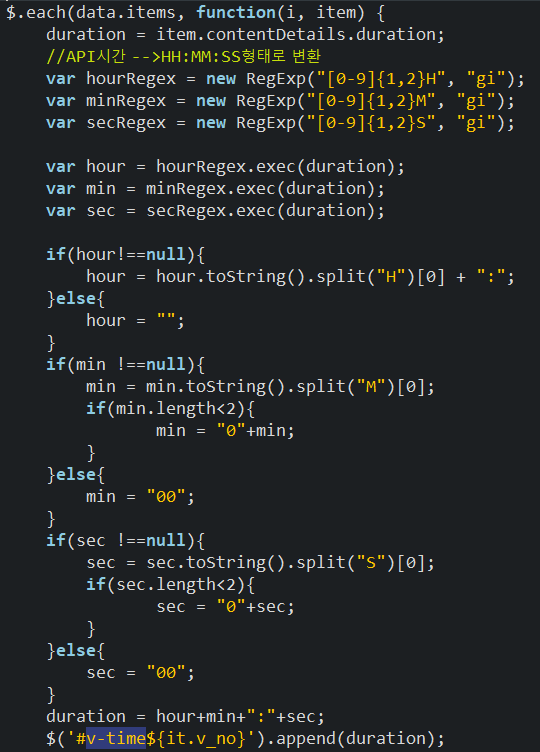 $.each(data.items, function(i, item) {
    duration = item.contentDetails.duration;
    //API시간 -->HH:MM:SS형태로 변환
    var hourRegex = new RegExp("[0-9]{1,2}H", "gi");
    var minRegex = new RegExp("[0-9]{1,2}M", "gi");
    var secRegex = new RegExp("[0-9]{1,2}S", "gi");

    var hour = hourRegex.exec(duration);
    var min = minRegex.exec(duration);
    var sec = secRegex.exec(duration);

    if(hour!==null){
        hour = hour.toString().split("H")[0] + ":";
    }else{
        hour = "";
    }
    if(min !==null){
        min = min.toString().split("M")[0];
        if(min.length<2){
               min = "0"+min;
        }
    }else{
        min = "00";
    }
    if(sec !==null){
        sec = sec.toString().split("S")[0];
        if(sec.length<2){
               sec = "0"+sec;
        }
    }else{
        sec = "00";
    }
    duration = hour+min+":"+sec;
    $('#v-time${it.v_no}').append(duration);